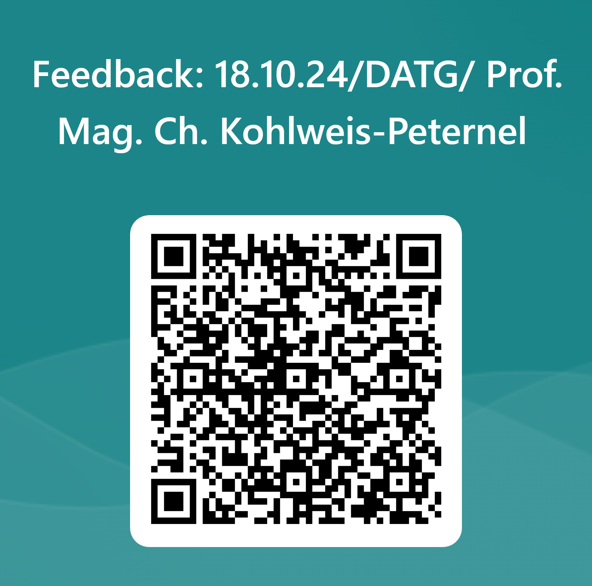 Feedback: 18.10.24/DATG/ Prof.
Mag. Ch. Kohlweis-Peternel